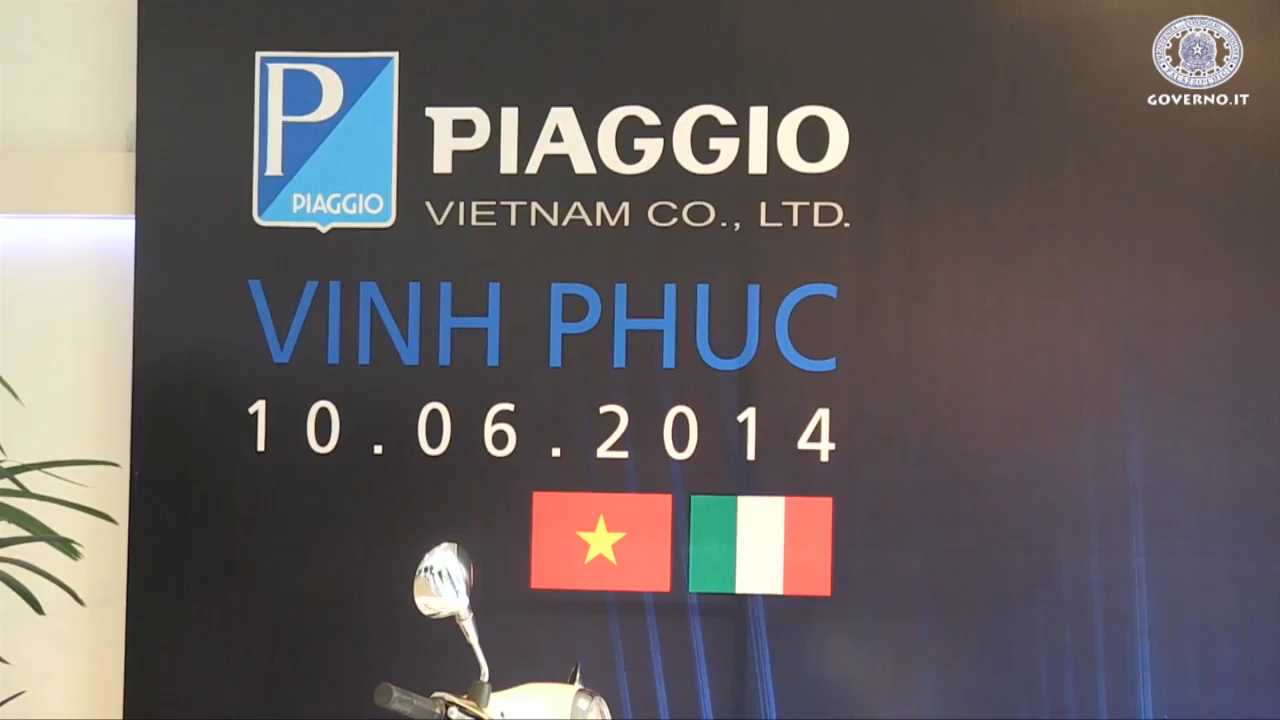 GOVERNO.IT
P
PIAGGIO
PIAGGIO
VIETNAM CO., LTD.
VINH PHUC
10.06.2014